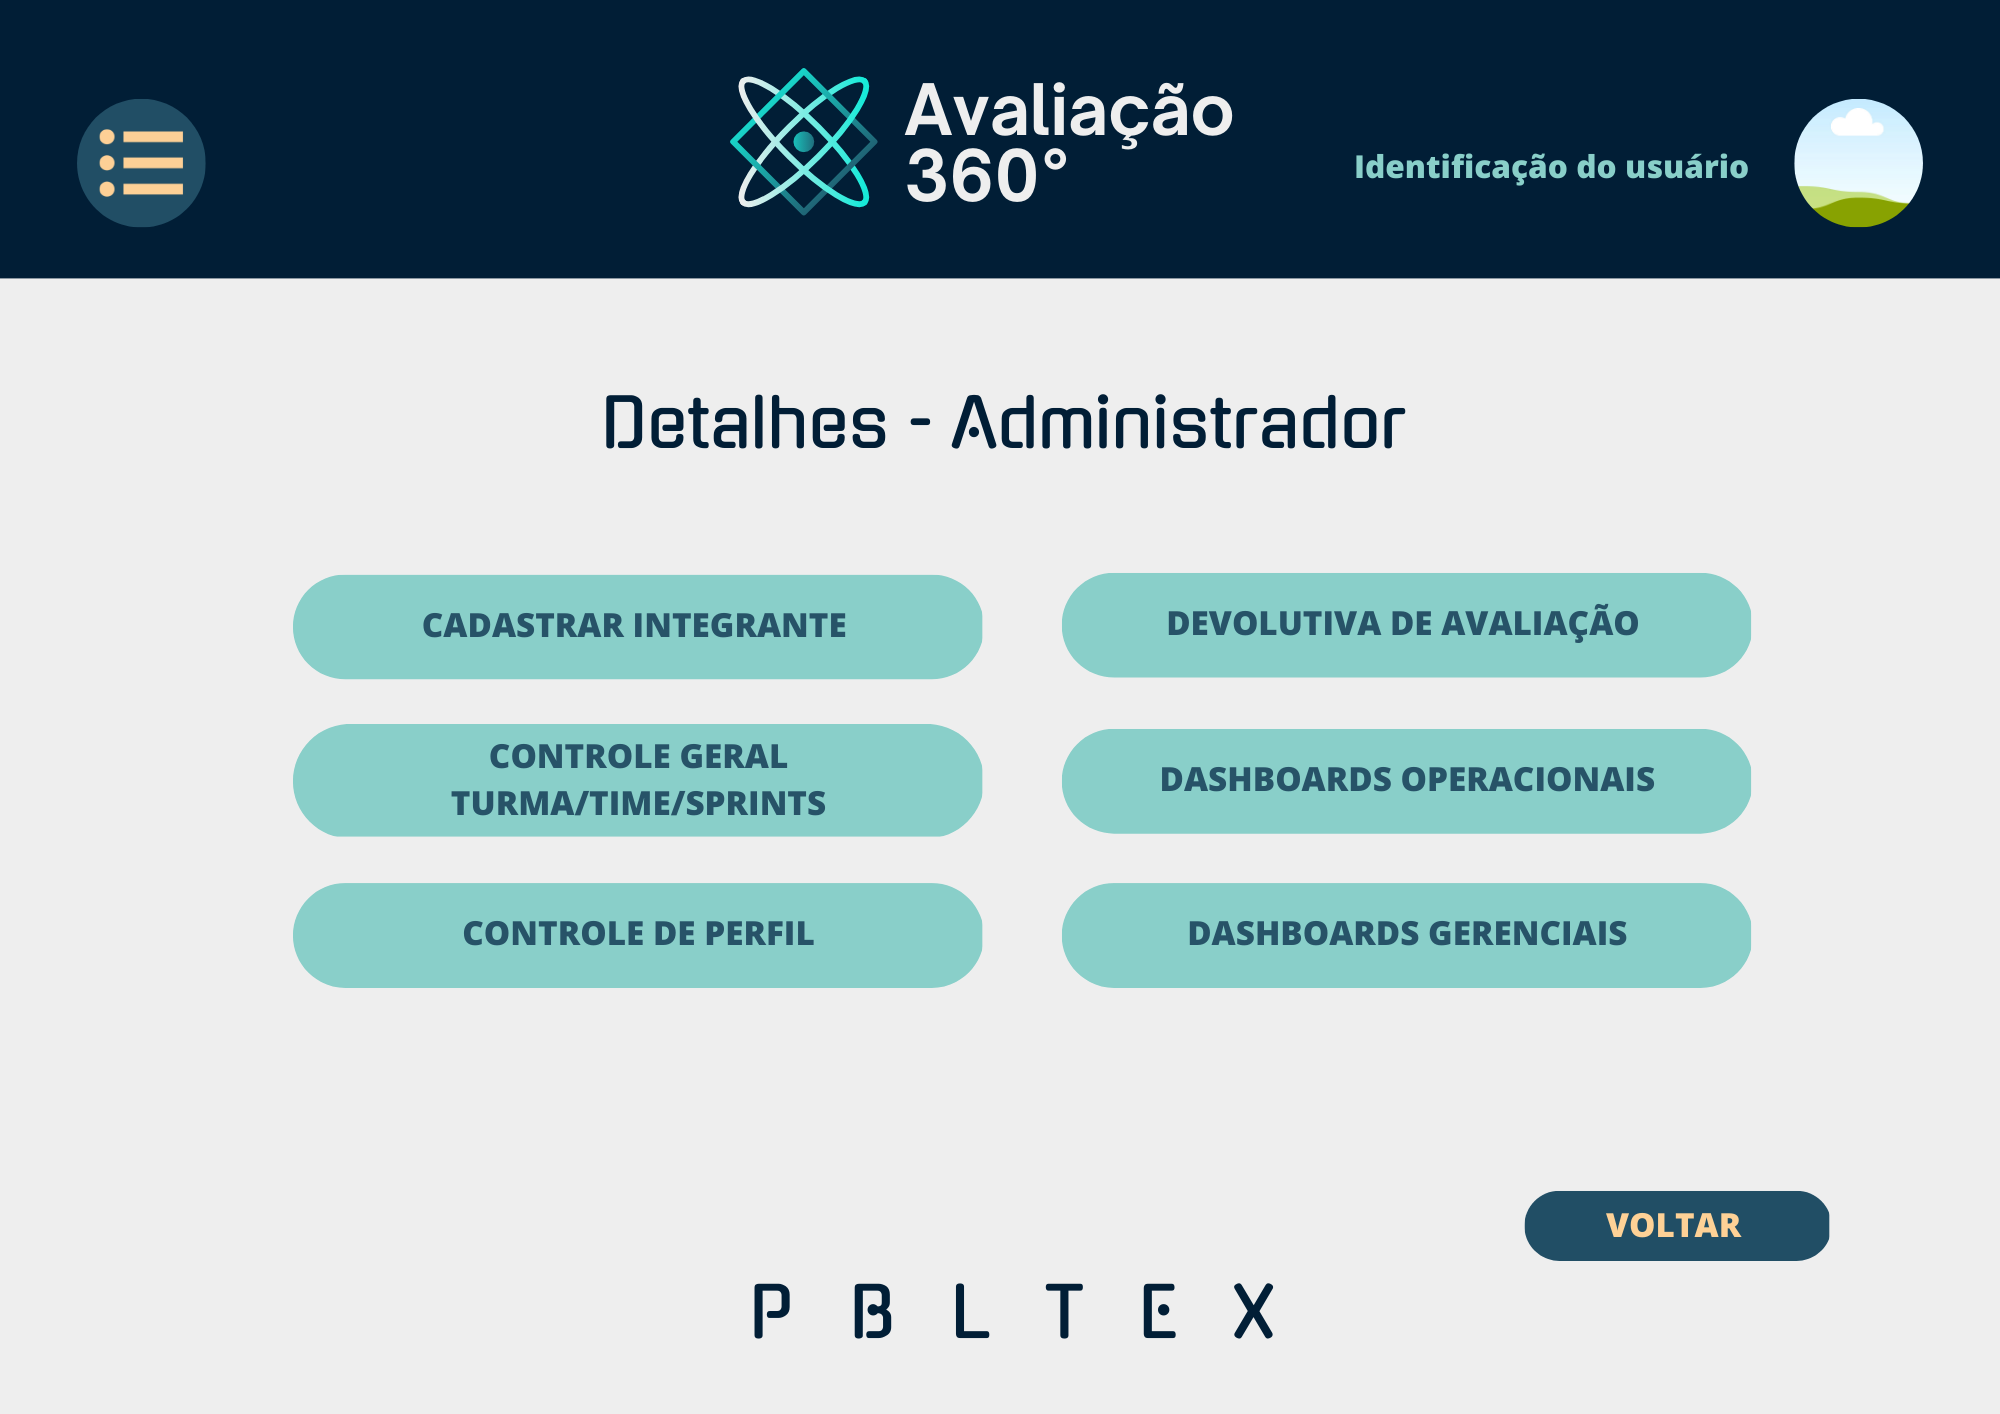 Avaliação
360°
Identificação do usuário
Detalhes - Administrador
CADASTRAR INTEGRANTE
DEVOLUTIVA DE AVALIAÇÃO
CONTROLE GERAL
TURMA/TIME/SPRINTS
DASHBOARDS OPERACIONAIS
CONTROLE DE PERFIL
DASHBOARDS GERENCIAIS
VOLTAR
P B L T E X